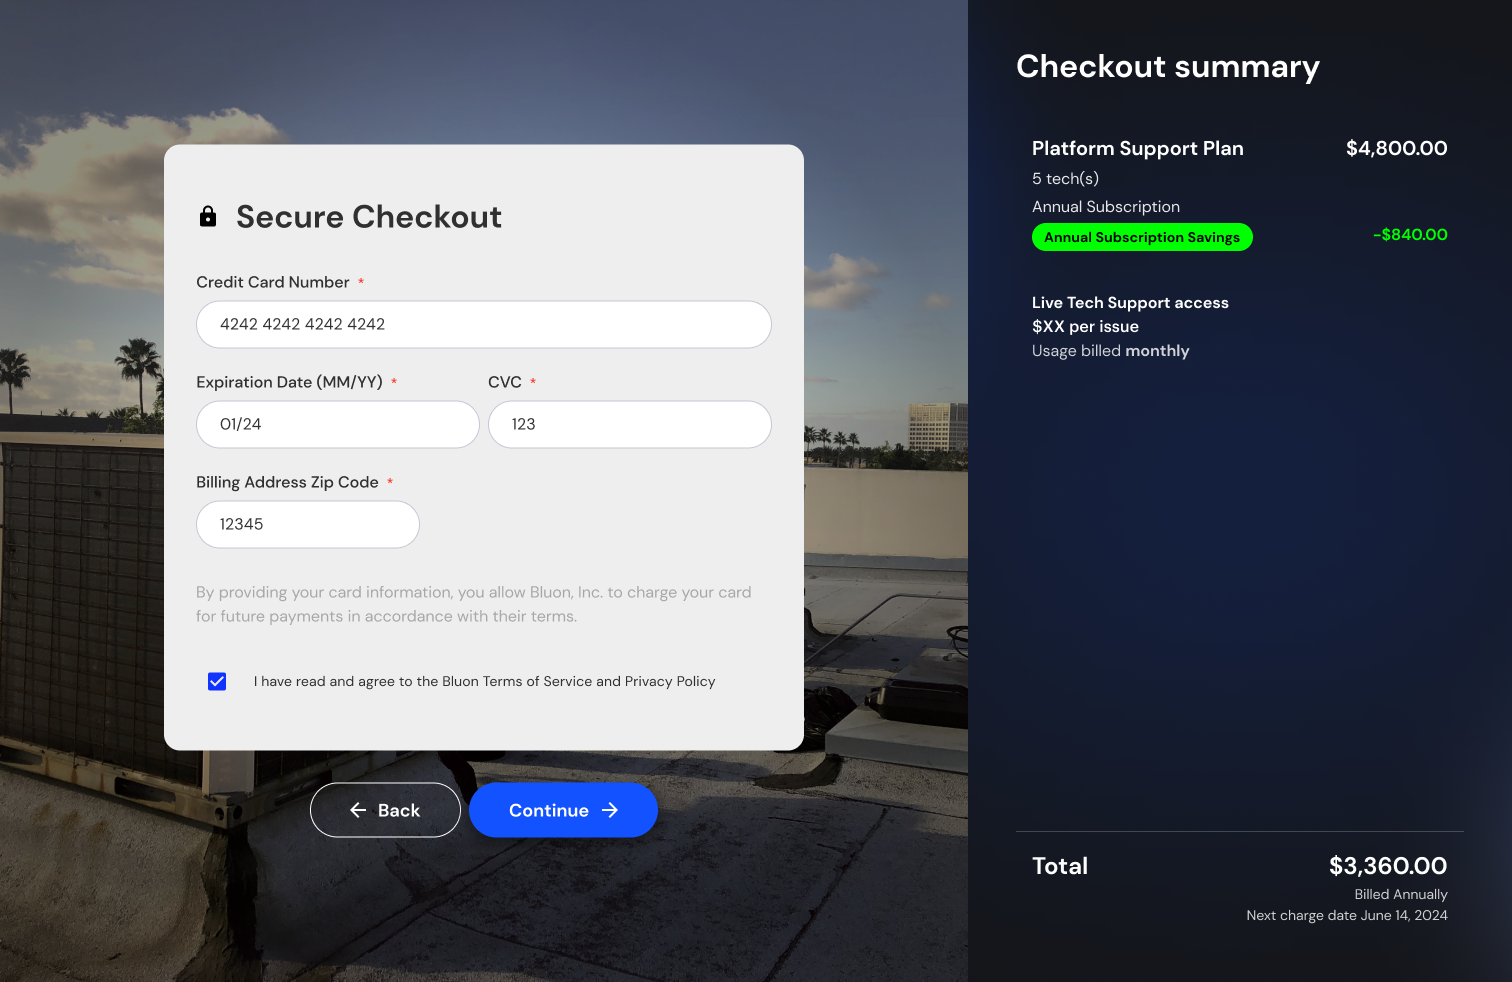 Secure Checkout
Credit Card Number *
4242 4242 4242 4242
Expiration Date (MM/YY) *
CVC *
01/24
123
Billing Address Zip Code *
12345
By providing your card information, you allow Bluon, Inc. to charge your card
for future payments in accordance with their terms.
I have read and agree to the Bluon Terms of Service and Privacy Policy
Back
Continue
Checkout summary
Platform Support Plan $4,800.00
5 tech(s)
Annual Subscription
Annual Subscription Savings -$840.00
Live Tech Support access
$XX per issue
Usage billed monthly
Total $3,360.00
Billed Annually
Next charge date June 14, 2024